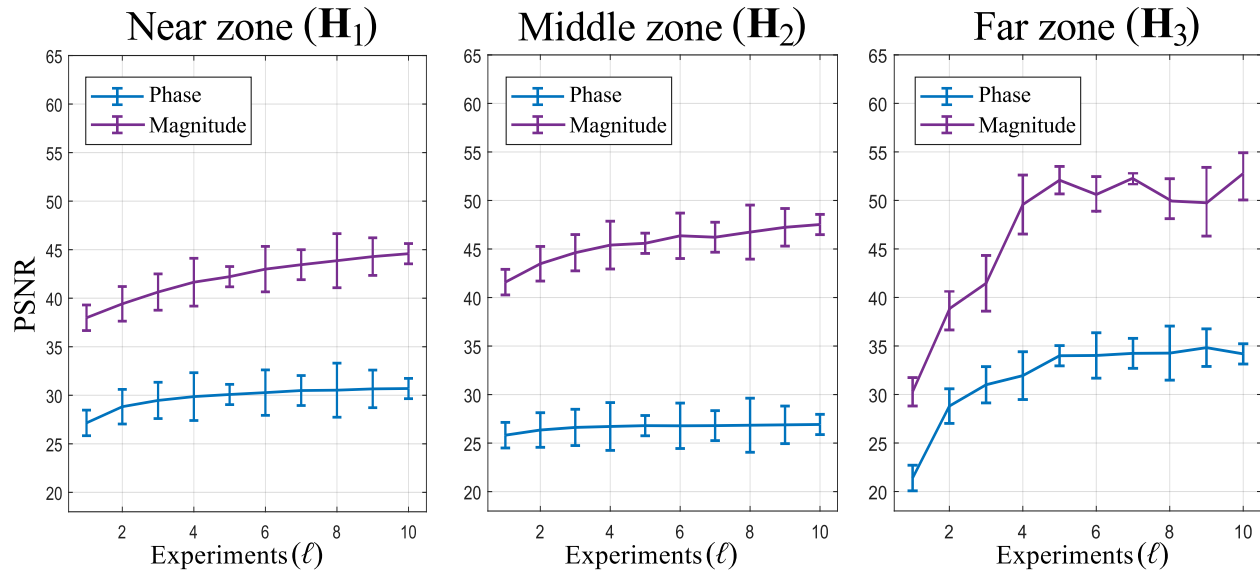 Near zone (H₁)
Middle zone (H₂)
Far zone (H₃)
PSNR
65
60
55
50
45
40
35
30
25
20
Phase
Magnitude
2 4 6 8 10
Experiments (ℓ)
65
60
55
50
45
40
35
30
25
20
Phase
Magnitude
2 4 6 8 10
Experiments (ℓ)
65
60
55
50
45
40
35
30
25
20
Phase
Magnitude
2 4 6 8 10
Experiments (ℓ)